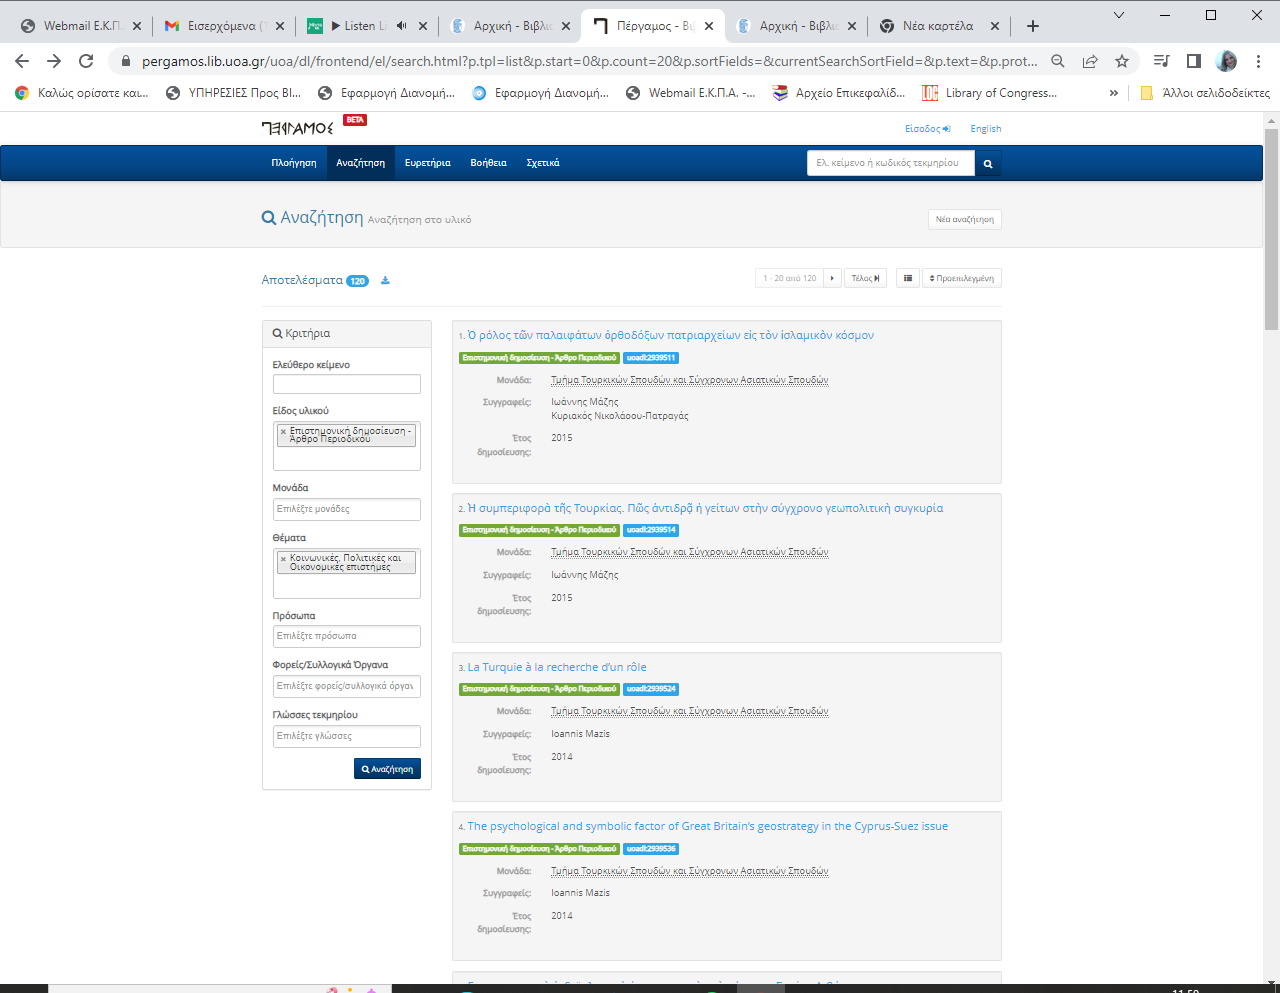 Webmail Ε.Κ.Π.
Εισερχόμενα (
Listen Li
Αρχική - Βιβλιο
Πέργαμος - Βι
Αρχική - Βιβλιο
Νέα καρτέλα
pergamos.lib.uoa.gr/uoa/dl/frontend/el/search.html?p.tpl=list&p.start=0&p.count=20&p.sortFields=&currentSearchSortField=&p.text=&p.prot...
Καλώς ορίσατε και...
ΥΠΗΡΕΣΙΕΣ Προς ΒΙ...
Εφαρμογή Διανομή...
Εφαρμογή Διανομή...
Webmail Ε.Κ.Π.Α. -...
Αρχείο Επικεφαλίδ...
Library of Congress...
»
Άλλοι σελιδοδείκτες
ΠΕΡΓΑΜΟΣ BETA
Είσοδος English
Πλοήγηση Αναζήτηση Ευρετήρια Βοήθεια Σχετικά
Ελ. κείμενο ή κωδικός τεκμηρίου
Αναζήτηση Αναζήτηση στο υλικό
Νέα αναζήτηση
Αποτελέσματα 120
1 - 20 από 120 Τέλος Προεπιλεγμένη
Κριτήρια
Ελεύθερο κείμενο
Είδος υλικού
× Επιστημονική δημοσίευση -
Άρθρο Περιοδικού
Μονάδα
Επιλέξτε μονάδες
Θέματα
× Κοινωνικές, Πολιτικές και
Οικονομικές επιστήμες
Πρόσωπα
Επιλέξτε πρόσωπα
Φορείς/Συλλογικά Όργανα
Επιλέξτε φορείς/συλλογικά όργαν
Γλώσσες τεκμηρίου
Επιλέξτε γλώσσες
Αναζήτηση
1. Ὁ ρόλος τῶν παλαιφάτων ὀρθοδόξων πατριαρχείων εἰς τὸν ἰσλαμικὸν κόσμον
Επιστημονική δημοσίευση - Άρθρο Περιοδικού uoadl:2939511
Μονάδα: Τμήμα Τουρκικών Σπουδών και Σύγχρονων Ασιατικών Σπουδών
Συγγραφείς: Ιωάννης Μάζης
Κυριακός Νικολάοου-Πατραγάς
Έτος 2015
δημοσίευσης:
2. Ἡ συμπεριφορὰ τῆς Τουρκίας. Πῶς ἀντιδρᾷ ἡ γείτων στὴν σύγχρονο γεωπολιτικὴ συγκυρία
Επιστημονική δημοσίευση - Άρθρο Περιοδικού uoadl:2939514
Μονάδα: Τμήμα Τουρκικών Σπουδών και Σύγχρονων Ασιατικών Σπουδών
Συγγραφείς: Ιωάννης Μάζης
Έτος 2015
δημοσίευσης:
3. La Turquie à la recherche d’un rôle
Επιστημονική δημοσίευση - Άρθρο Περιοδικού uoadl:2939524
Μονάδα: Τμήμα Τουρκικών Σπουδών και Σύγχρονων Ασιατικών Σπουδών
Συγγραφείς: Ioannis Mazis
Έτος 2014
δημοσίευσης:
4. The psychological and symbolic factor of Great Britain’s geostrategy in the Cyprus-Suez issue
Επιστημονική δημοσίευση - Άρθρο Περιοδικού uoadl:2939536
Μονάδα: Τμήμα Τουρκικών Σπουδών και Σύγχρονων Ασιατικών Σπουδών
Συγγραφείς: Ioannis Mazis
Έτος 2014
δημοσίευσης: